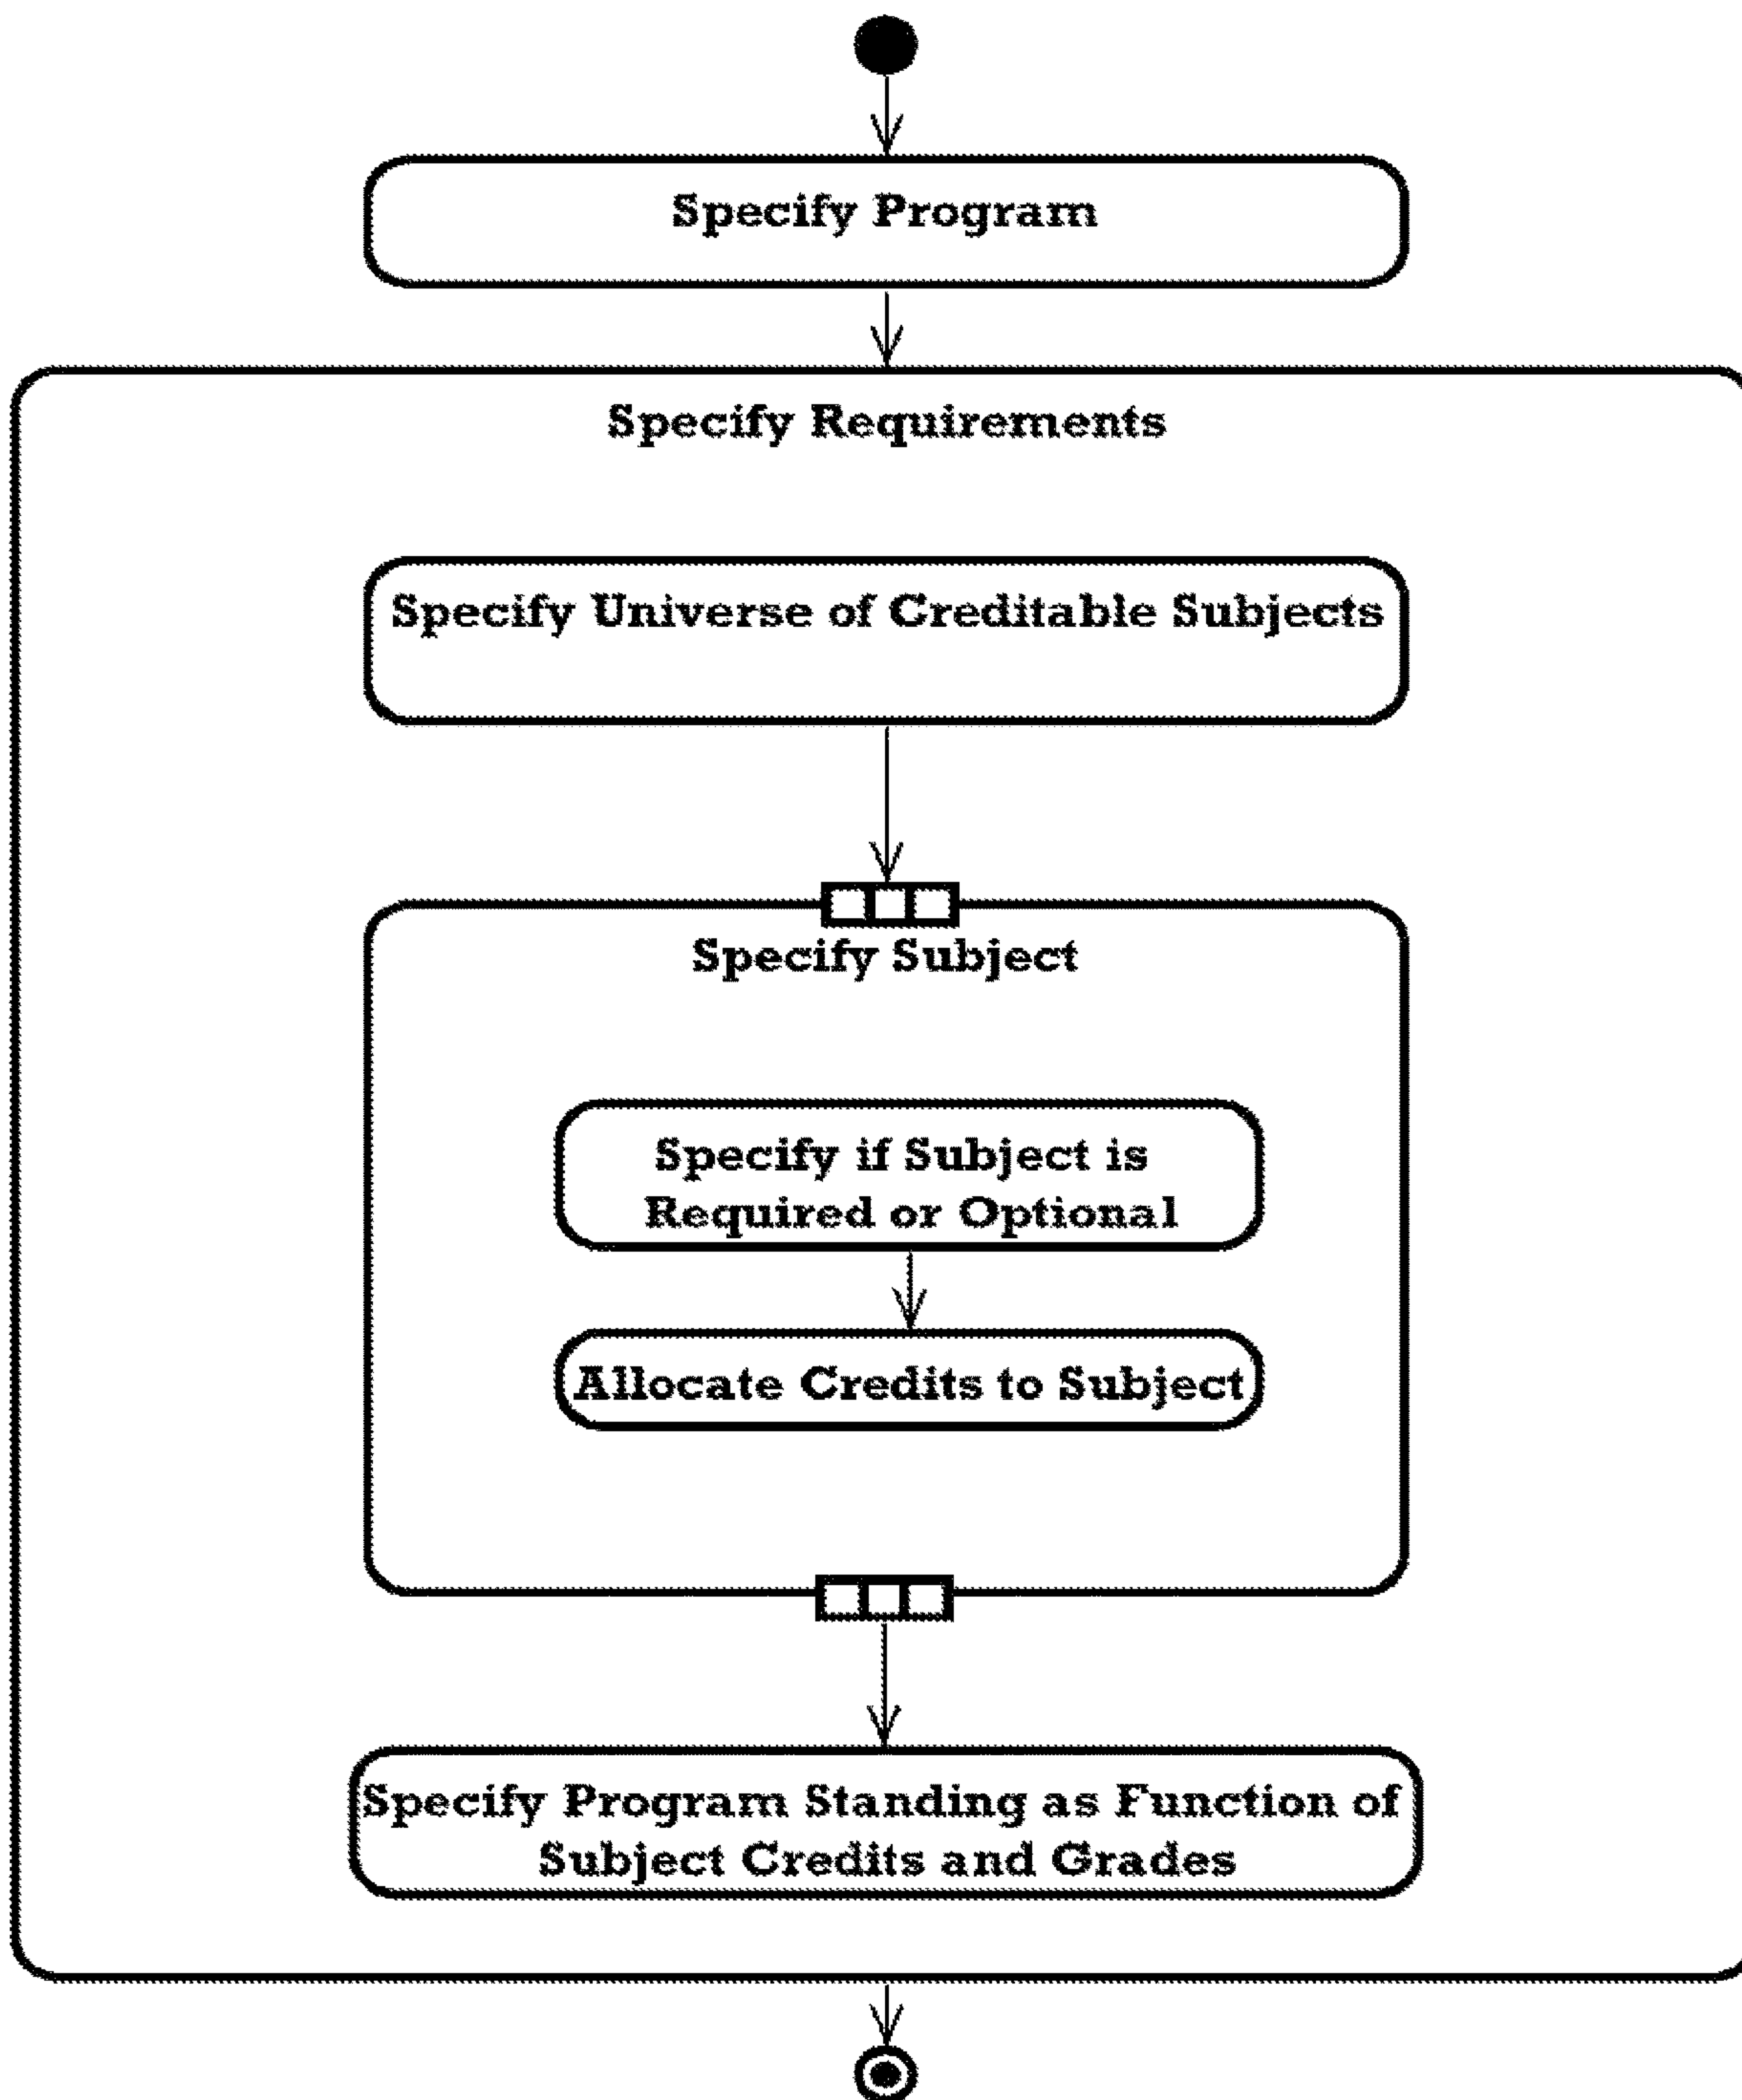 Specify Program
Specify Requirements
Specify Universe of Creditable Subjects
Specify Subject
Specify if Subject is
Required or Optional
Allocate Credits to Subject
Specify Program Standing as Function of
Subject Credits and Grades